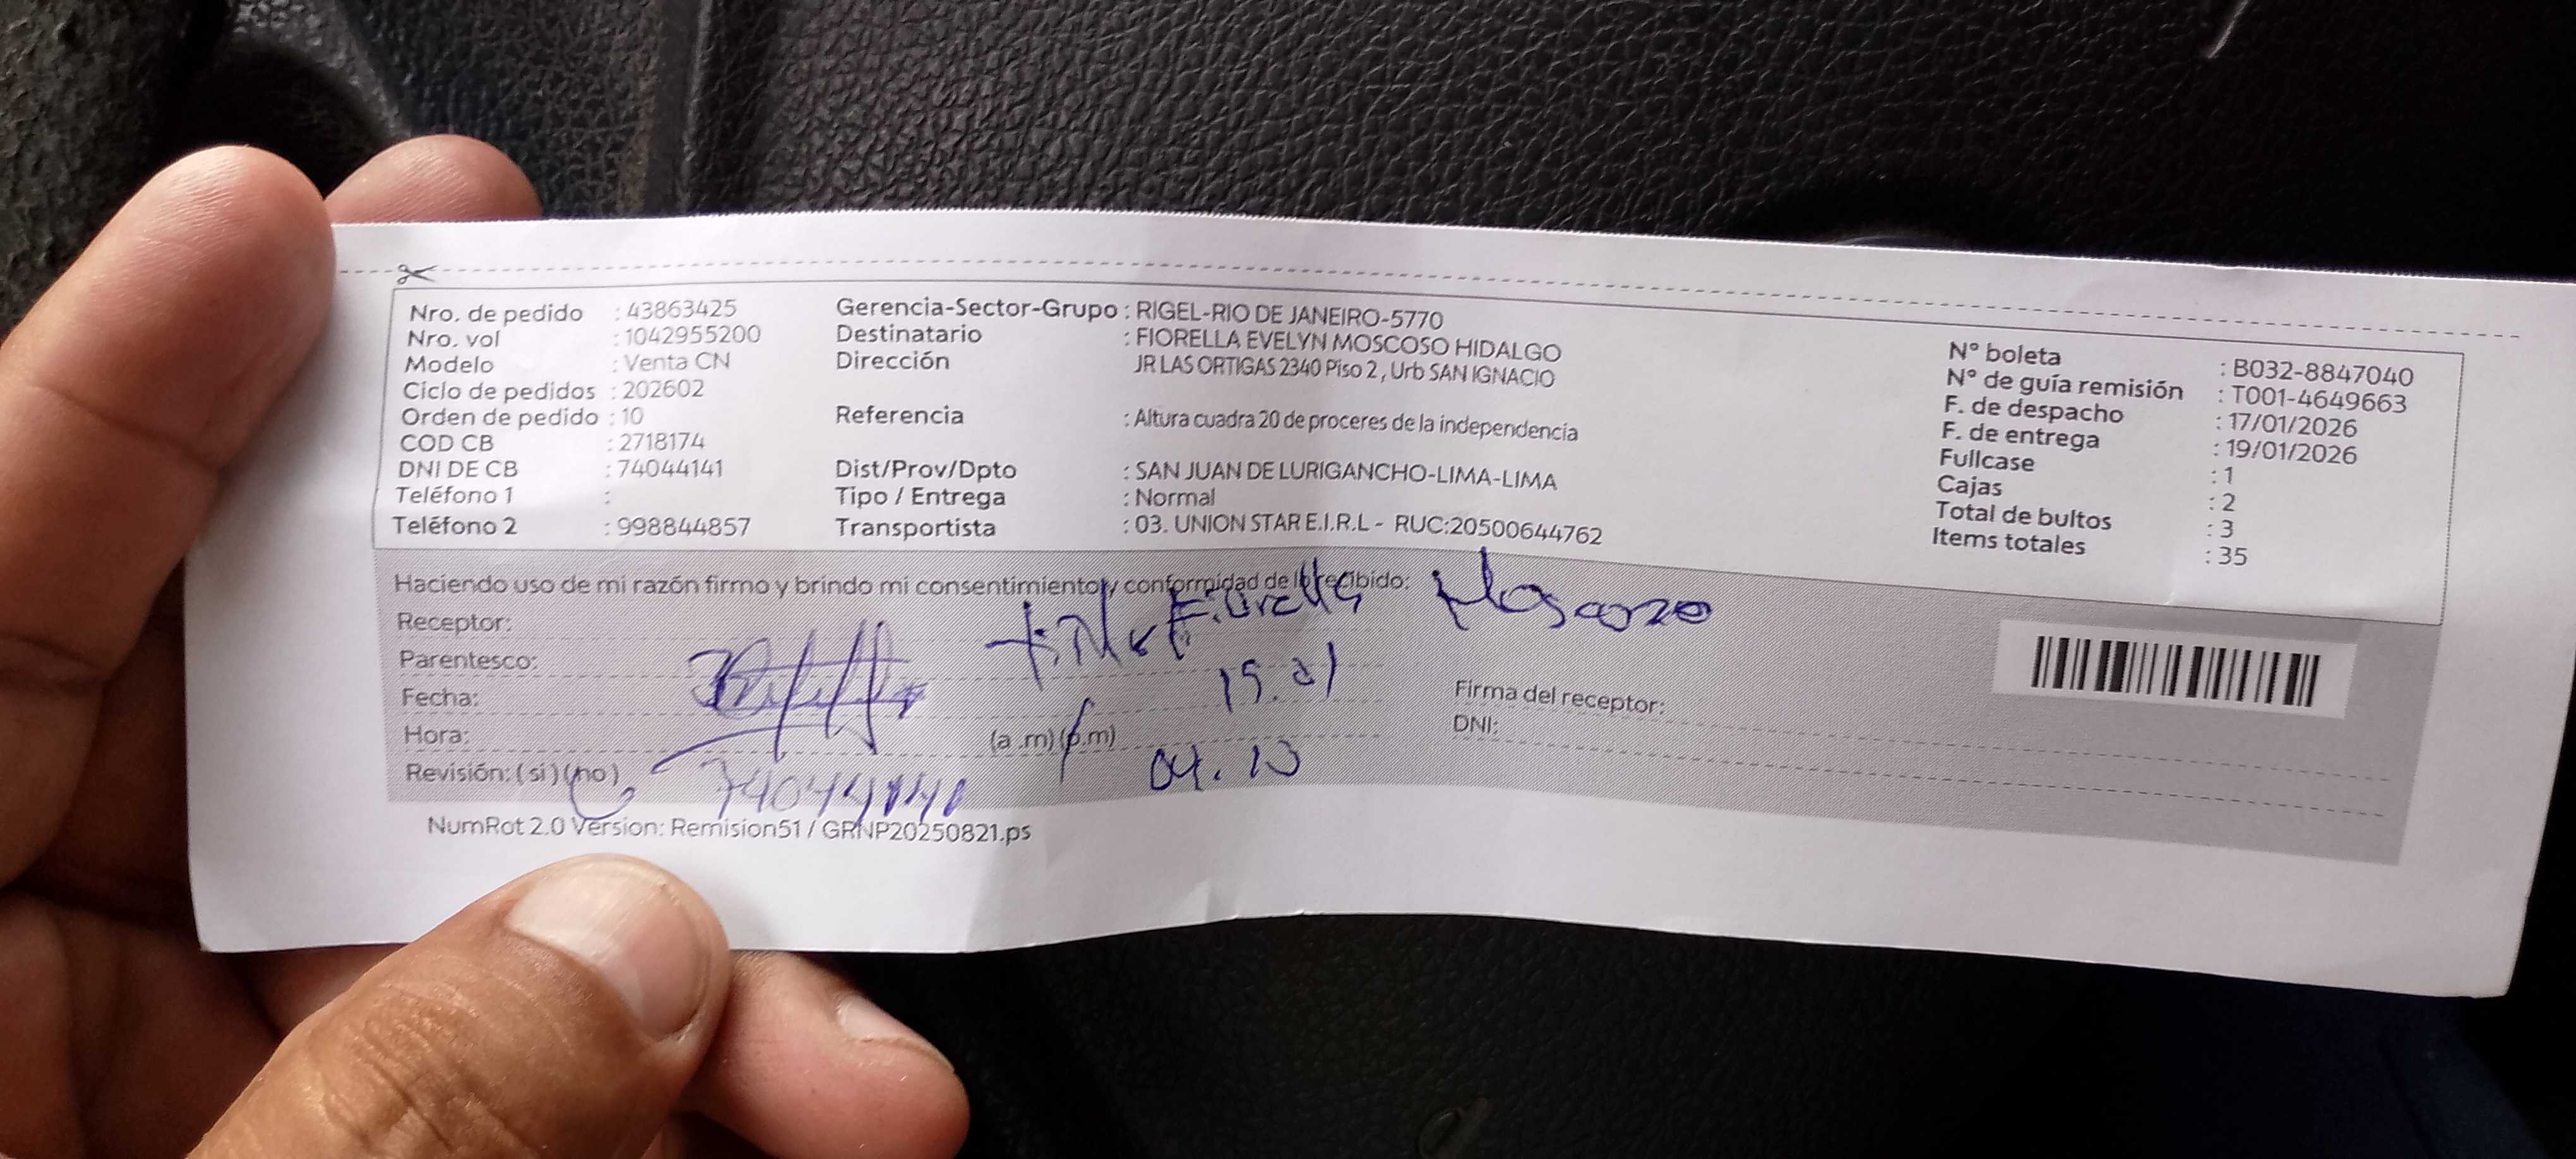 Nro. de pedido : 43863425
Nro. vol : 1042955200
Modelo : Venta CN
Ciclo de pedidos : 202602
Orden de pedido : 10
COD CB : 2718174
DNI DE CB : 74044141
Teléfono 1 :
Teléfono 2 : 998844857
Gerencia-Sector-Grupo : RIGEL-RIO DE JANEIRO-5770
Destinatario : FIORELLA EVELYN MOSCOSO HIDALGO
Dirección JR LAS ORTIGAS 2340 Piso 2 , Urb SAN IGNACIO
Referencia : Altura cuadra 20 de proceres de la independencia
Dist/Prov/Dpto : SAN JUAN DE LURIGANCHO-LIMA-LIMA
Tipo / Entrega : Normal
Transportista : 03. UNION STAR E.I.R.L - RUC:20500644762
N° boleta : B032-8847040
N° de guía remisión : T001-4649663
F. de despacho : 17/01/2026
F. de entrega : 19/01/2026
Fullcase : 1
Cajas : 2
Total de bultos : 3
Items totales : 35
Haciendo uso de mi razón firmo y brindo mi consentimiento y conformidad de lo recibido:
Receptor: Fiorella
Parentesco:
Fecha: 19.01
Hora: (a .m) (p.m) 04.10
Revisión: ( si ) ( no ) 74044141
Firma del receptor:
DNI:
NumRot 2.0 Version: Remision51 / GRNP20250821.ps